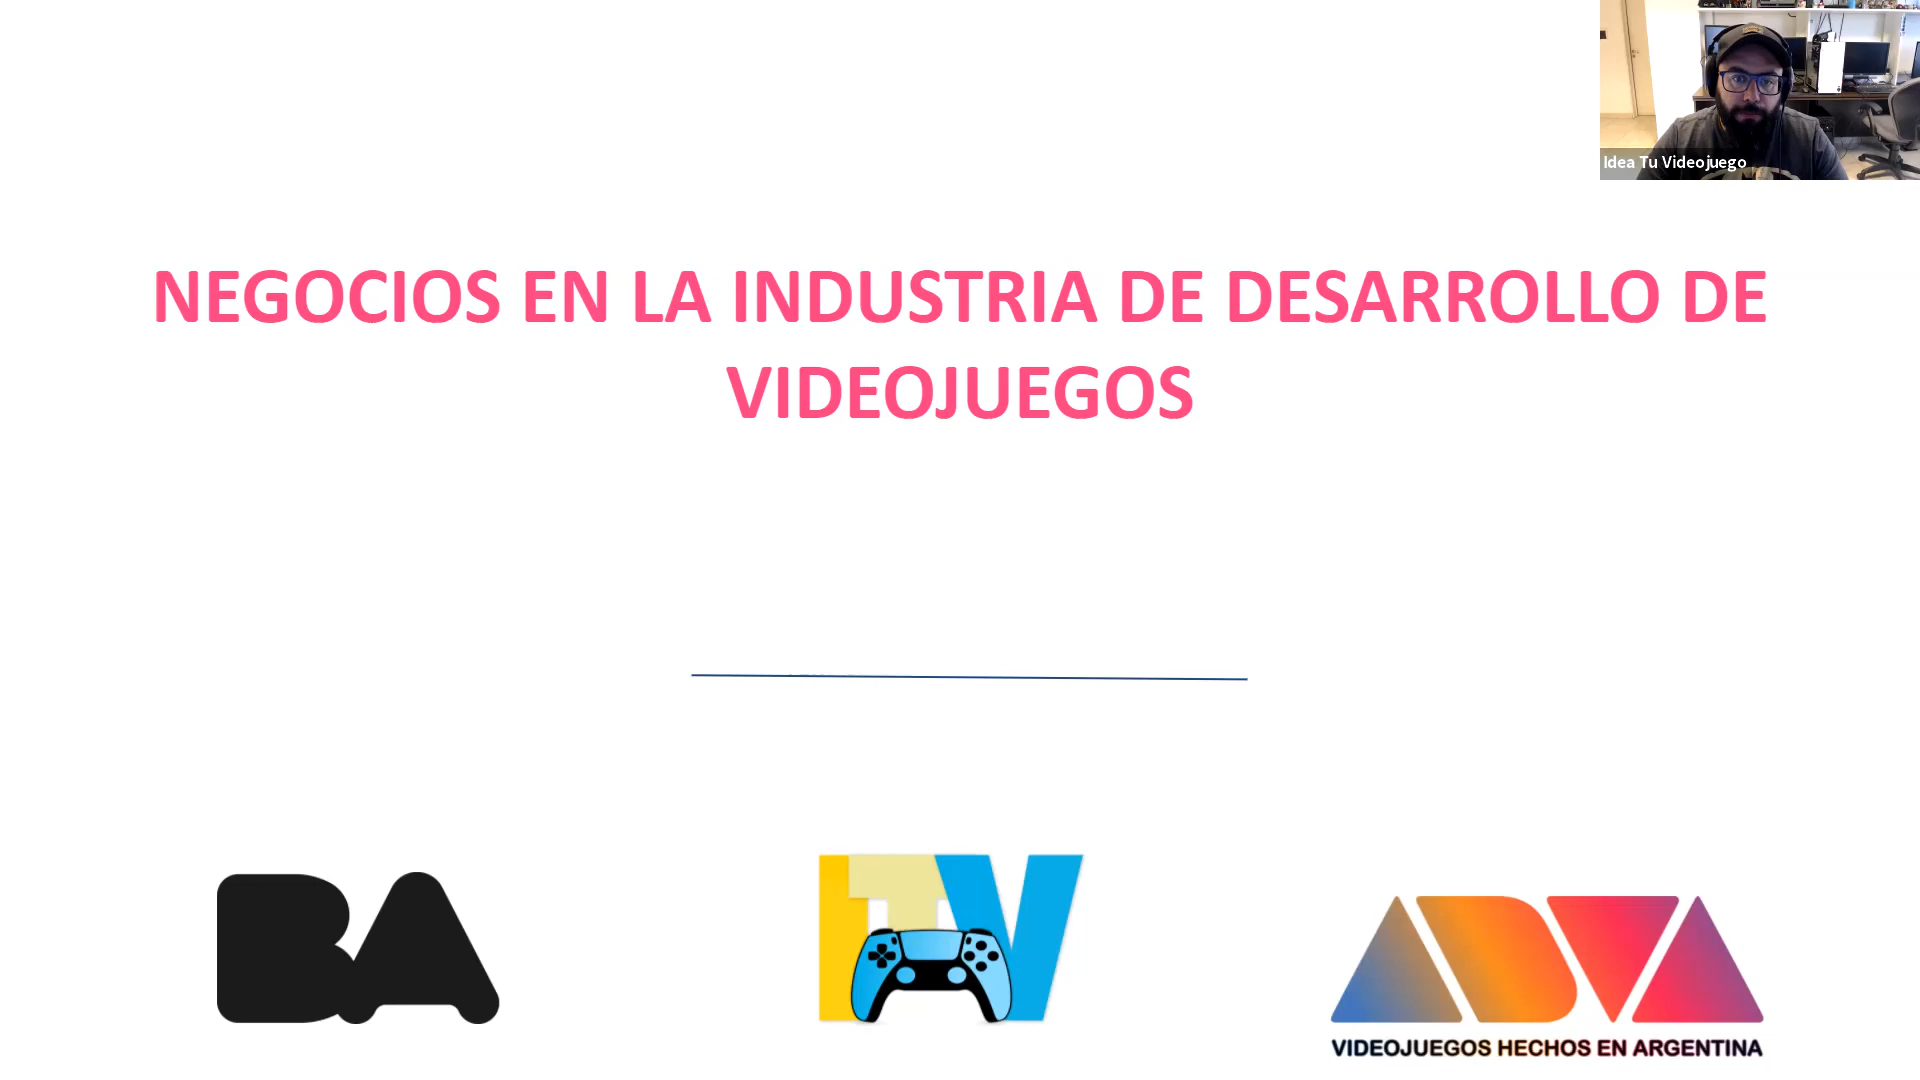 Idea Tu Videojuego
NEGOCIOS EN LA INDUSTRIA DE DESARROLLO DE
VIDEOJUEGOS
BA
ITV
ADVA
VIDEOJUEGOS HECHOS EN ARGENTINA